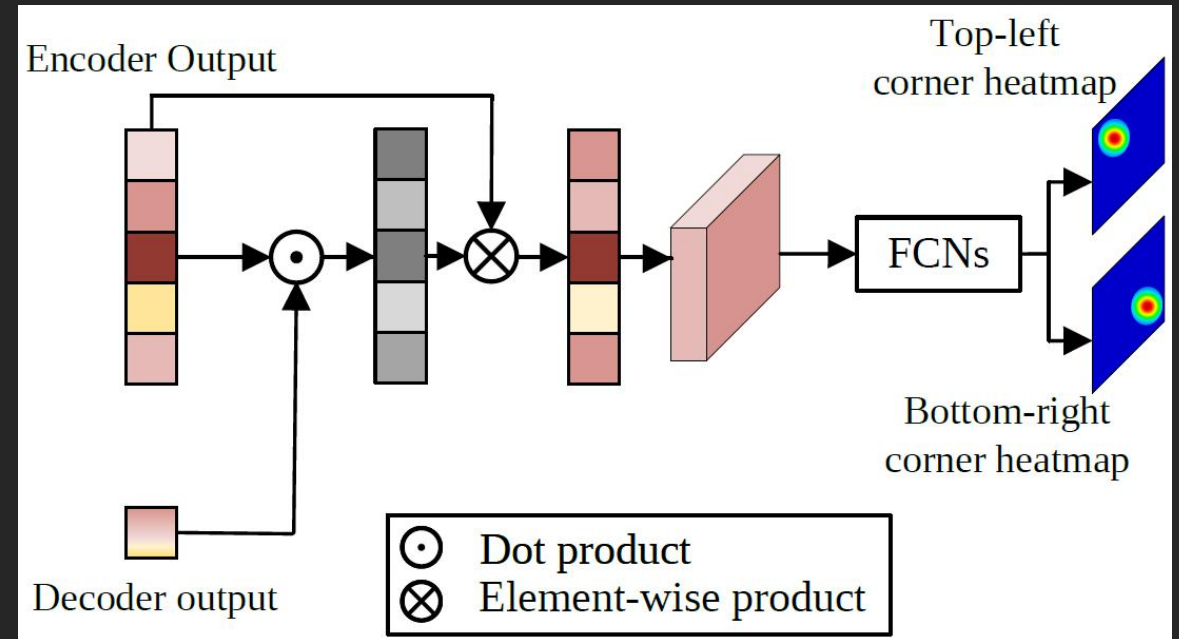 Encoder Output
Top-left
corner heatmap
FCNs
Bottom-right
corner heatmap
Decoder output
Dot product
Element-wise product